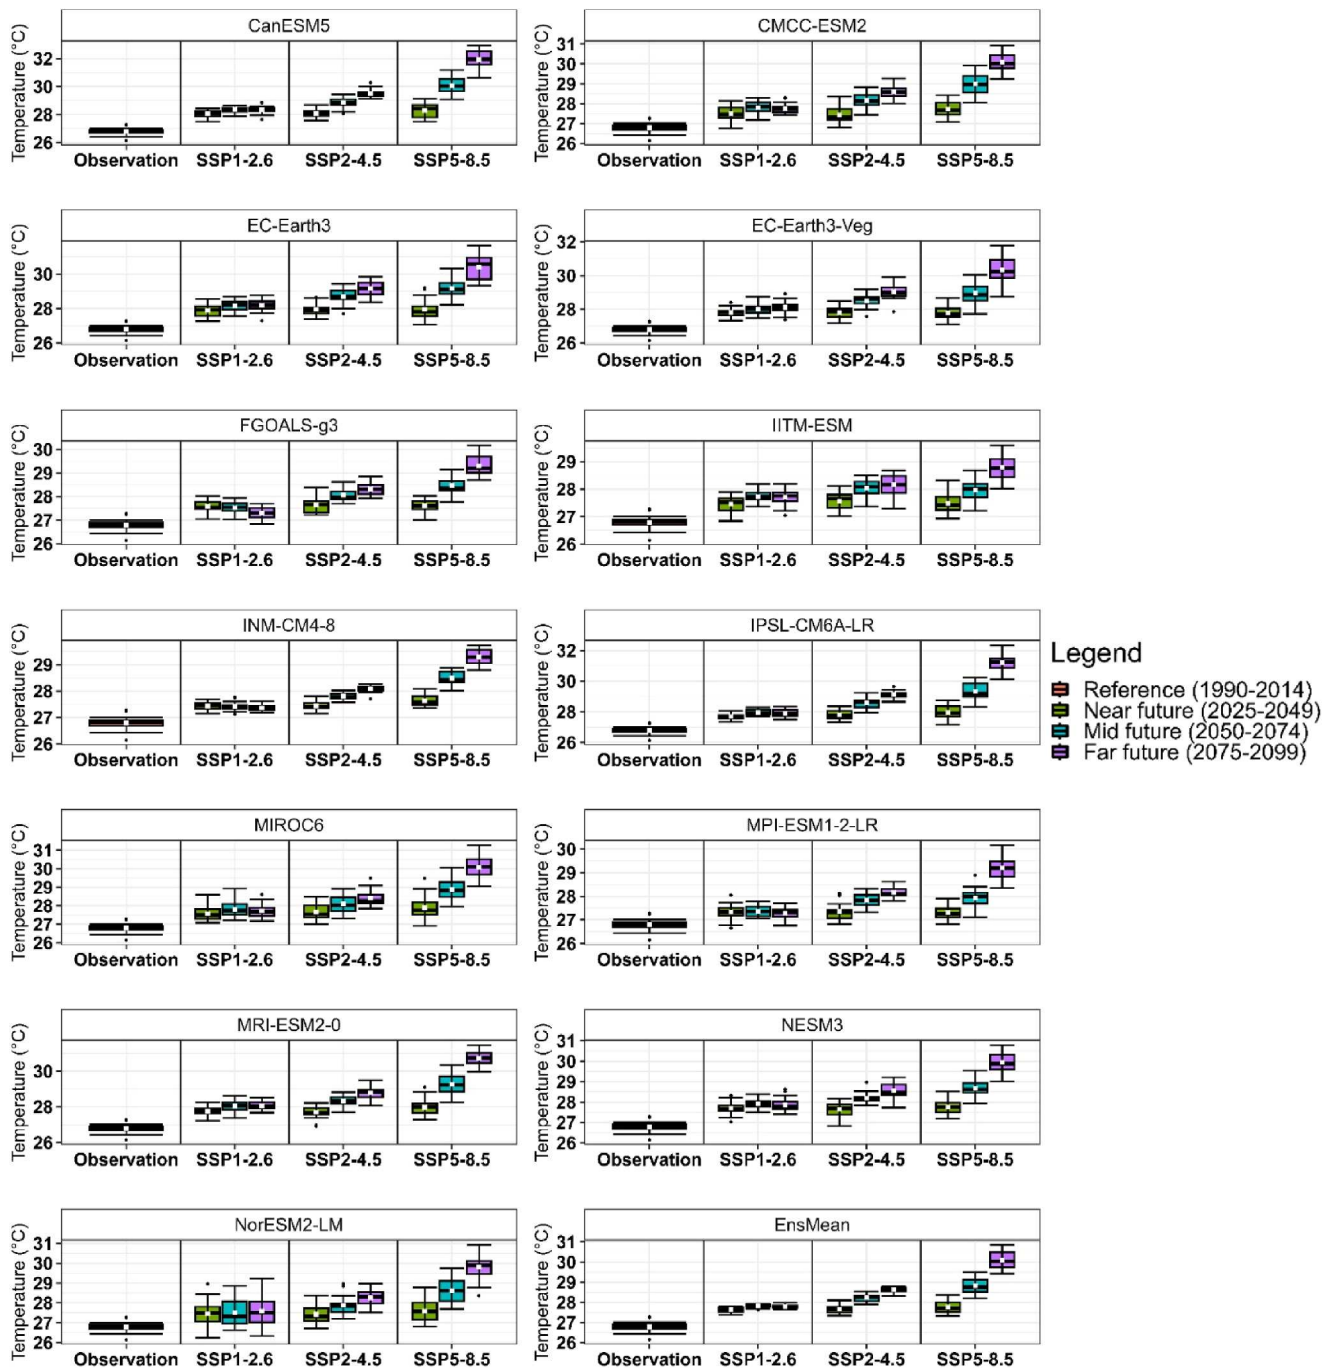 CanESM5
Temperature (°C)
32
30
28
26
Observation SSP1-2.6 SSP2-4.5 SSP5-8.5
CMCC-ESM2
Temperature (°C)
31
30
29
28
27
26
Observation SSP1-2.6 SSP2-4.5 SSP5-8.5
EC-Earth3
Temperature (°C)
30
28
26
Observation SSP1-2.6 SSP2-4.5 SSP5-8.5
EC-Earth3-Veg
Temperature (°C)
32
30
28
26
Observation SSP1-2.6 SSP2-4.5 SSP5-8.5
FGOALS-g3
Temperature (°C)
30
29
28
27
26
Observation SSP1-2.6 SSP2-4.5 SSP5-8.5
IITM-ESM
Temperature (°C)
29
28
27
26
Observation SSP1-2.6 SSP2-4.5 SSP5-8.5
INM-CM4-8
Temperature (°C)
29
28
27
26
Observation SSP1-2.6 SSP2-4.5 SSP5-8.5
IPSL-CM6A-LR
Temperature (°C)
32
30
28
26
Observation SSP1-2.6 SSP2-4.5 SSP5-8.5
Legend
Reference (1990-2014)
Near future (2025-2049)
Mid future (2050-2074)
Far future (2075-2099)
MIROC6
Temperature (°C)
31
30
29
28
27
26
Observation SSP1-2.6 SSP2-4.5 SSP5-8.5
MPI-ESM1-2-LR
Temperature (°C)
30
29
28
27
26
Observation SSP1-2.6 SSP2-4.5 SSP5-8.5
MRI-ESM2-0
Temperature (°C)
30
28
26
Observation SSP1-2.6 SSP2-4.5 SSP5-8.5
NESM3
Temperature (°C)
31
30
29
28
27
26
Observation SSP1-2.6 SSP2-4.5 SSP5-8.5
NorESM2-LM
Temperature (°C)
31
30
29
28
27
26
Observation SSP1-2.6 SSP2-4.5 SSP5-8.5
EnsMean
Temperature (°C)
31
30
29
28
27
26
Observation SSP1-2.6 SSP2-4.5 SSP5-8.5